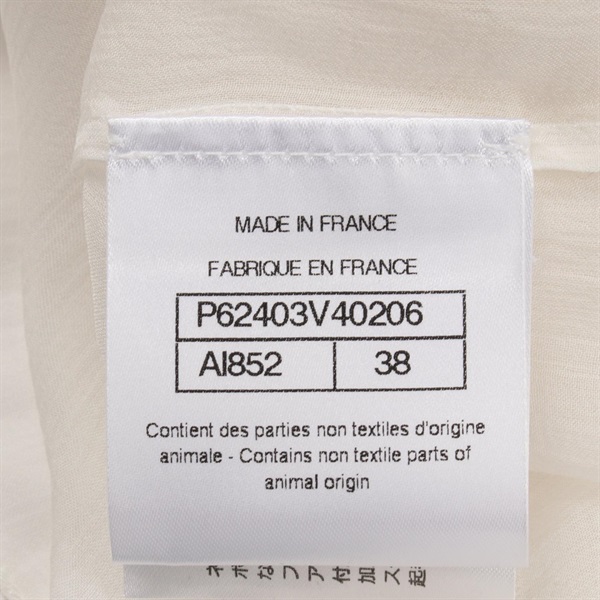 MADE IN FRANCE
FABRIQUE EN FRANCE
P62403V40206
AI852 38
Contient des parties non textiles d'origine
animale - Contains non textile parts of
animal origin